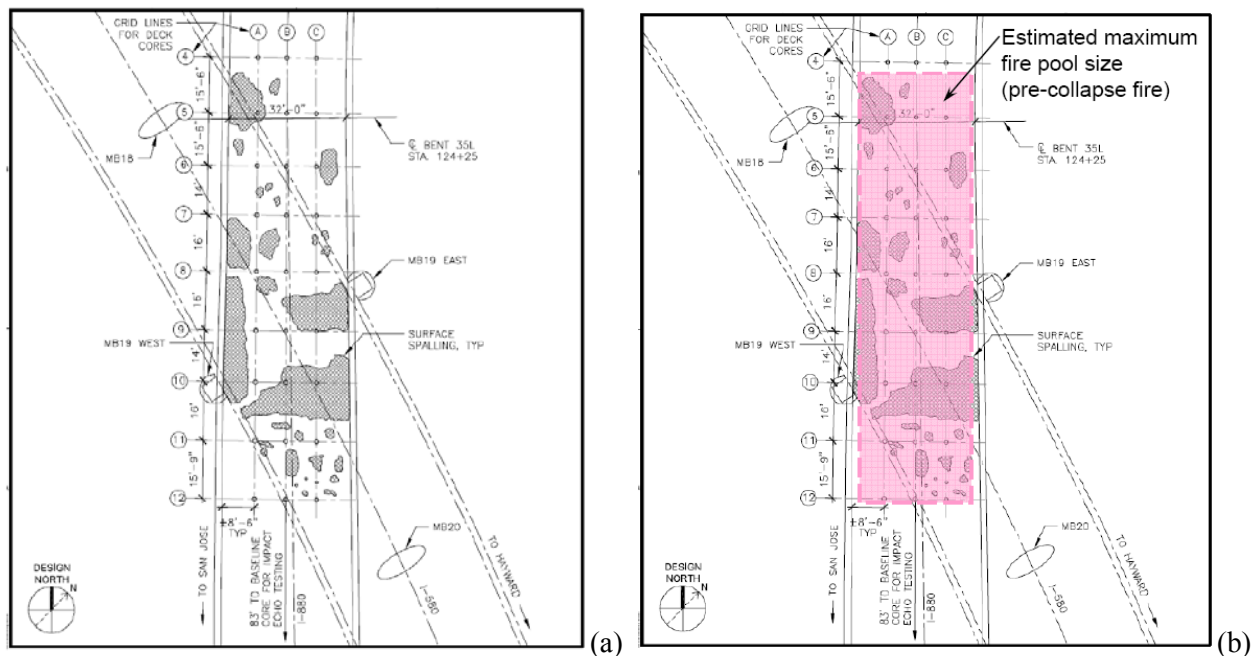 GRID LINES
FOR DECK
CORES
A
B
C
4
15'-6"
5
32'-0"
15'-6"
MB18
℄ BENT 35L
STA. 124+25
6
14'
7
16'
8
MB19 EAST
16'
9
SURFACE
SPALLING, TYP
MB19 WEST
14'
10
16'
11
15'-9"
12
±8'-6"
TYP
MB20
TO SAN JOSE
83' TO BASELINE
CORE FOR IMPACT
ECHO TESTING
I-880
I-580
TO HAYWARD
DESIGN
NORTH
N
(a)
GRID LINES
FOR DECK
CORES
A
B
C
Estimated maximum
fire pool size
(pre-collapse fire)
4
15'-6"
5
32'-0"
15'-6"
MB18
℄ BENT 35L
STA. 124+25
6
14'
7
16'
8
MB19 EAST
16'
9
SURFACE
SPALLING, TYP
MB19 WEST
14'
10
16'
11
15'-9"
12
±8'-6"
TYP
MB20
TO SAN JOSE
83' TO BASELINE
CORE FOR IMPACT
ECHO TESTING
I-880
I-580
TO HAYWARD
DESIGN
NORTH
N
(b)